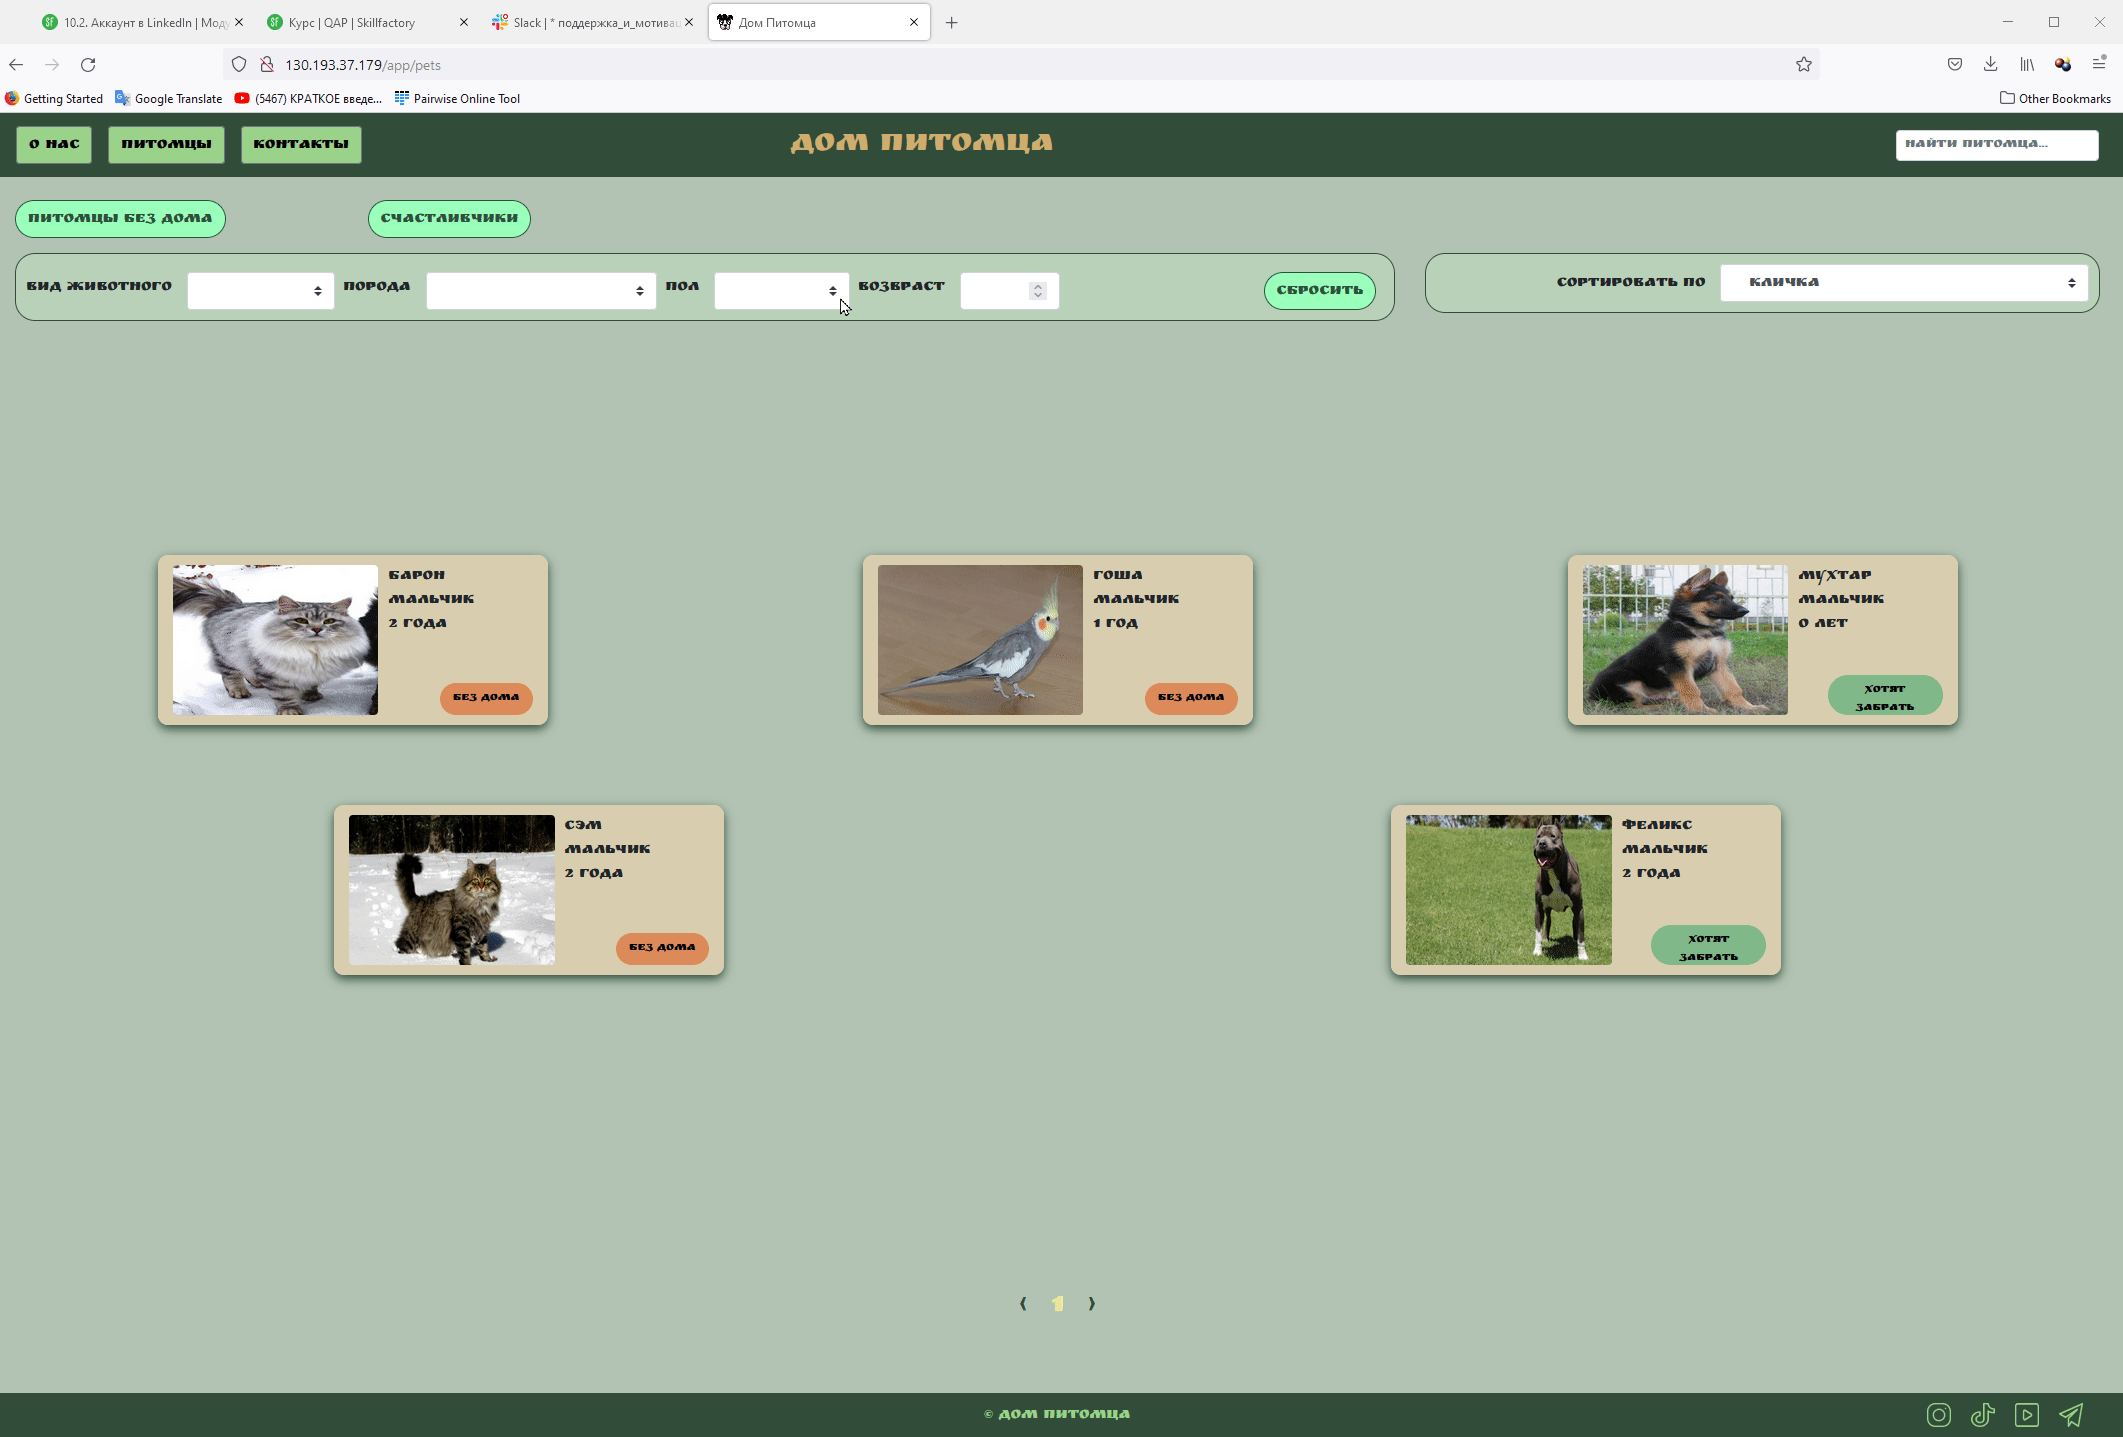 10.2. Аккаунт в LinkedIn | Моду
Курс | QAP | Skillfactory
Slack | * поддержка_и_мотивац
Дом Питомца
130.193.37.179/app/pets
Getting Started
Google Translate
(5467) КРАТКОЕ введе...
Pairwise Online Tool
Other Bookmarks
О НАС
ПИТОМЦЫ
КОНТАКТЫ
ДОМ ПИТОМЦА
НАЙТИ ПИТОМЦА...
ПИТОМЦЫ БЕЗ ДОМА
СЧАСТЛИВЧИКИ
ВИД ЖИВОТНОГО
ПОРОДА
ПОЛ
ВОЗВРАСТ
СБРОСИТЬ
СОРТИРОВАТЬ ПО
КЛИЧКА
БАРОН
МАЛЬЧИК
2 ГОДА
БЕЗ ДОМА
ГОША
МАЛЬЧИК
1 ГОД
БЕЗ ДОМА
МУХТАР
МАЛЬЧИК
0 ЛЕТ
ХОТЯТ
ЗАБРАТЬ
СЭМ
МАЛЬЧИК
2 ГОДА
БЕЗ ДОМА
ФЕЛИКС
МАЛЬЧИК
2 ГОДА
ХОТЯТ
ЗАБРАТЬ
⟨ 1 ⟩
© ДОМ ПИТОМЦА